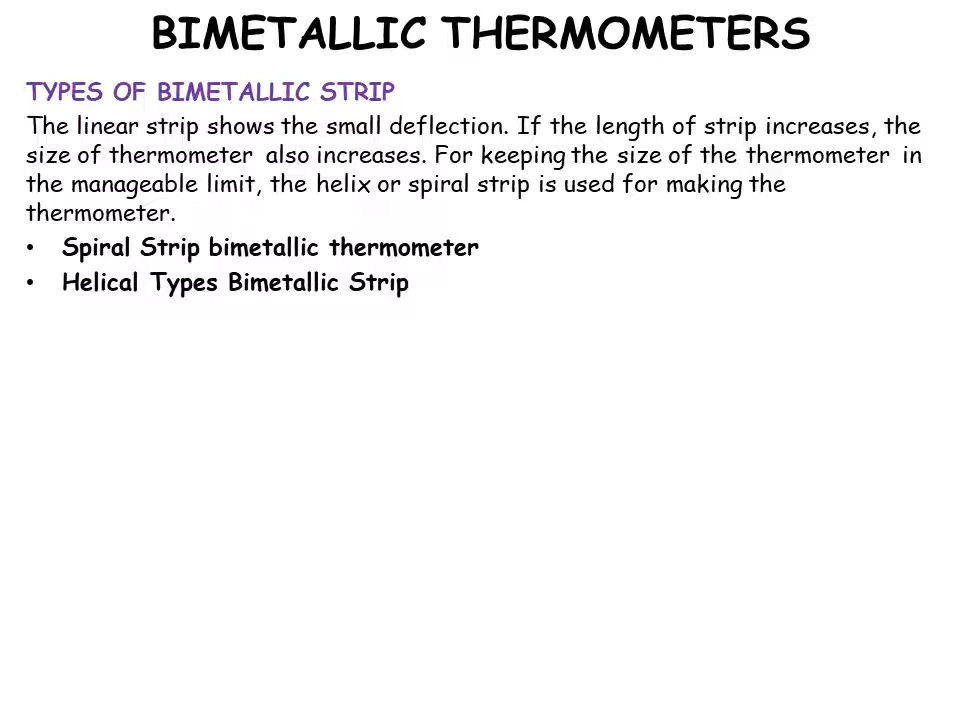 BIMETALLIC THERMOMETERS
TYPES OF BIMETALLIC STRIP
The linear strip shows the small deflection. If the length of strip increases, the
size of thermometer also increases. For keeping the size of the thermometer in
the manageable limit, the helix or spiral strip is used for making the
thermometer.
• Spiral Strip bimetallic thermometer
• Helical Types Bimetallic Strip